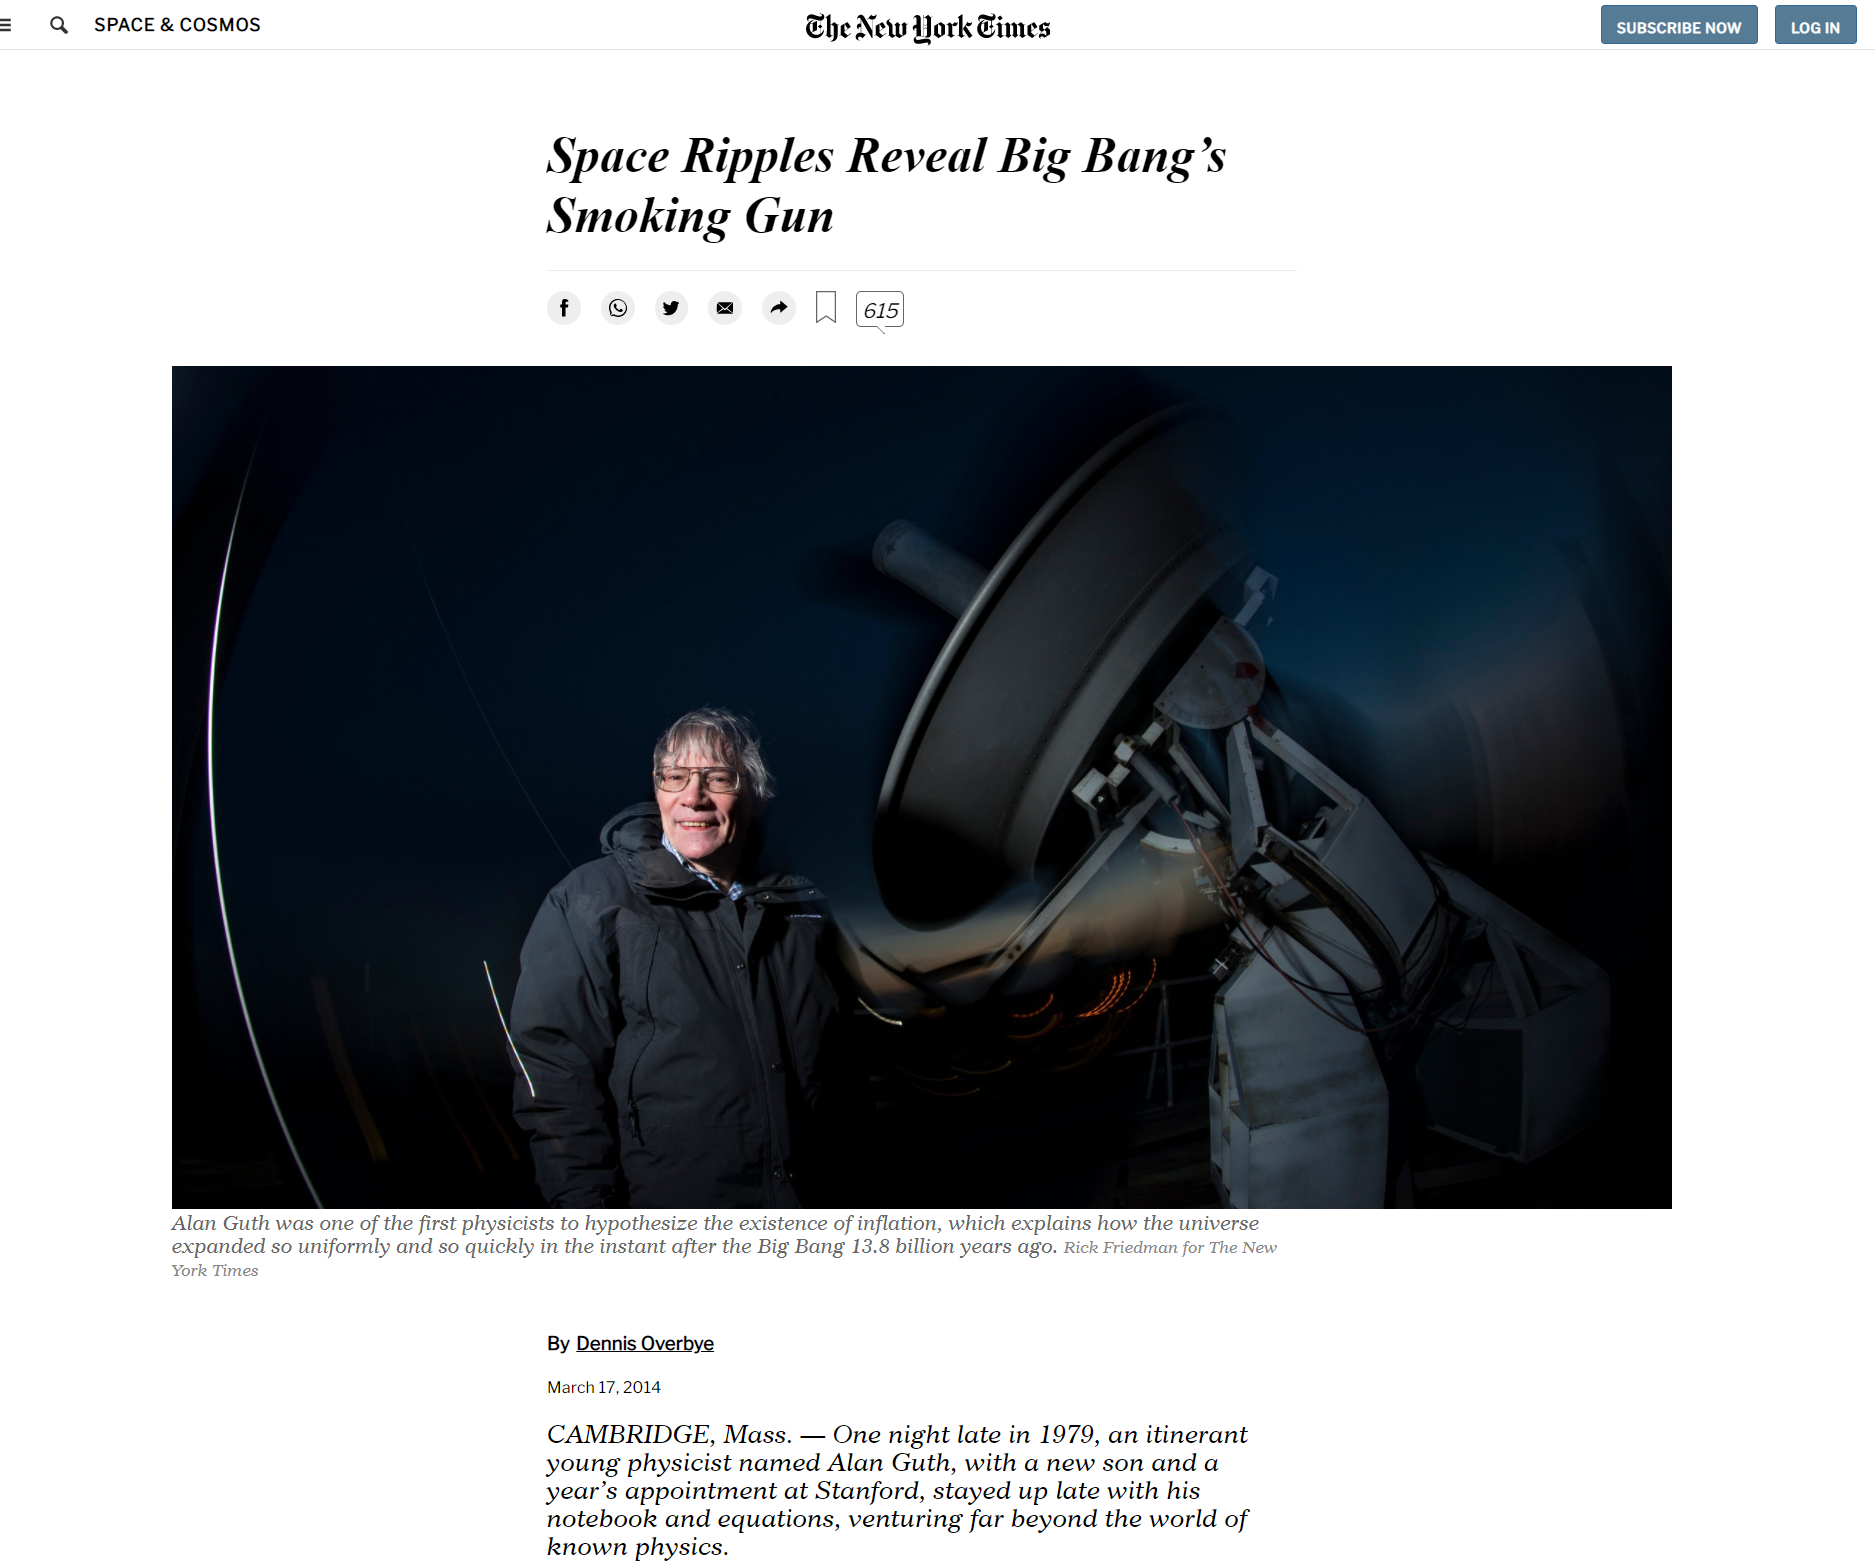 SPACE & COSMOS
The New York Times
SUBSCRIBE NOW
LOG IN
Space Ripples Reveal Big Bang’s
Smoking Gun
615
Alan Guth was one of the first physicists to hypothesize the existence of inflation, which explains how the universe
expanded so uniformly and so quickly in the instant after the Big Bang 13.8 billion years ago. Rick Friedman for The New
York Times
By Dennis Overbye
March 17, 2014
CAMBRIDGE, Mass. — One night late in 1979, an itinerant
young physicist named Alan Guth, with a new son and a
year’s appointment at Stanford, stayed up late with his
notebook and equations, venturing far beyond the world of
known physics.